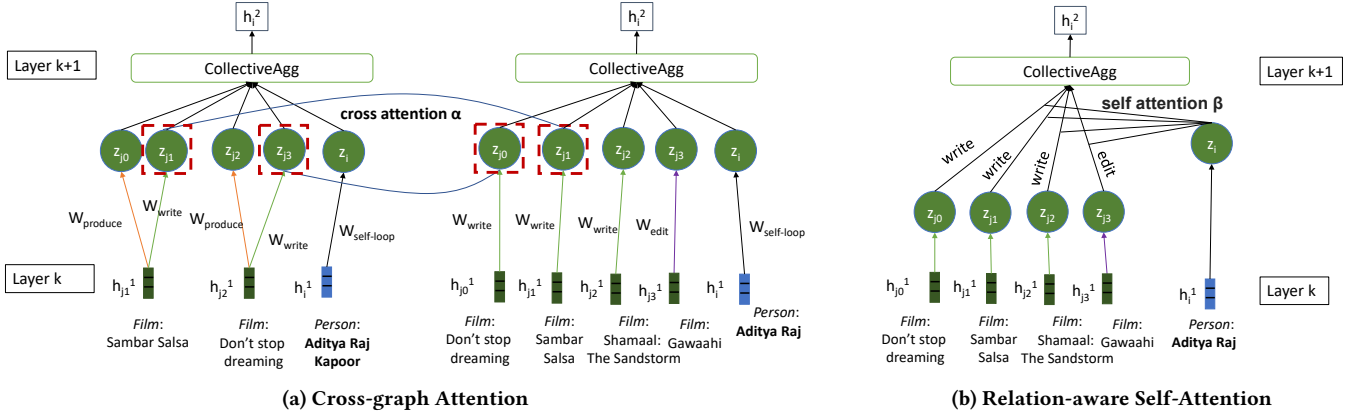 h_i^2
h_i^2
h_i^2
Layer k+1
CollectiveAgg
CollectiveAgg
CollectiveAgg
Layer k+1
cross attention α
self attention β
z_j0 z_j1 z_j2 z_j3 z_i
z_j0 z_j1 z_j2 z_j3 z_i
z_i
write
write
write
edit
z_j0 z_j1 z_j2 z_j3
W_produce
W_write
W_produce
W_write
W_self-loop
W_write
W_write
W_write
W_edit
W_self-loop
Layer k
h_j1^1
h_j2^1
h_i^1
h_j0^1
h_j1^1
h_j2^1
h_j3^1
h_i^1
h_j0^1
h_j1^1
h_j2^1
h_j3^1
h_i^1
Layer k
Film:
Sambar Salsa
Film:
Don't stop
dreaming
Person:
Aditya Raj
Kapoor
Film:
Don't stop
dreaming
Film:
Sambar
Salsa
Film:
Shamaal:
The Sandstorm
Film:
Gawaahi
Person:
Aditya Raj
Film:
Don't stop
dreaming
Film:
Sambar
Salsa
Film:
Shamaal:
The Sandstorm
Film:
Gawaahi
Person:
Aditya Raj
(a) Cross-graph Attention
(b) Relation-aware Self-Attention